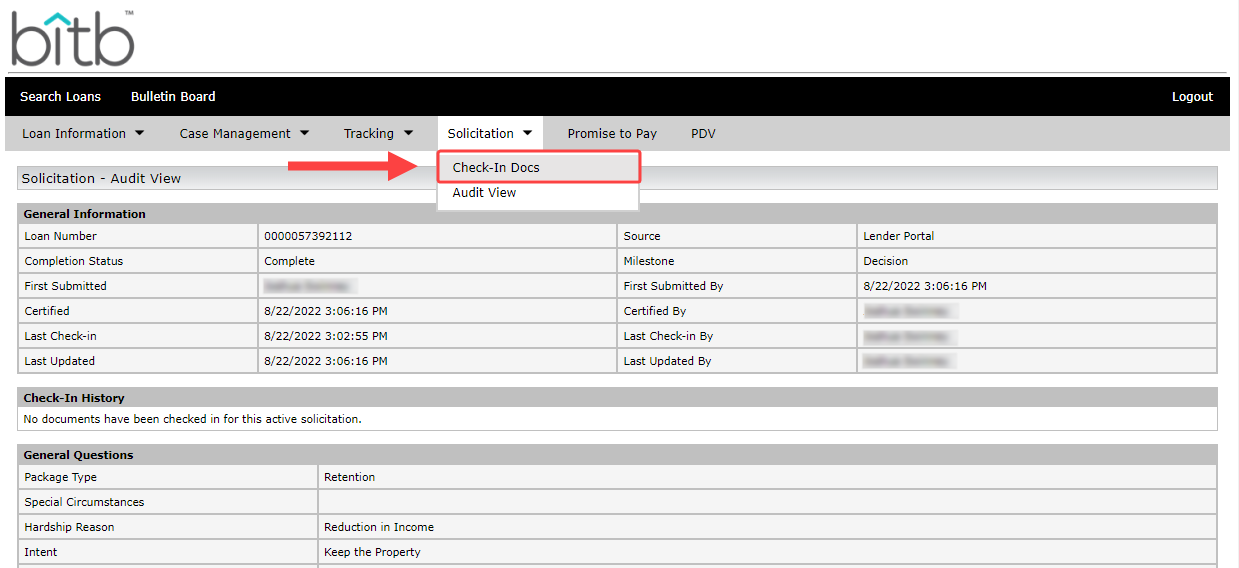 bitb™
Search Loans Bulletin Board Logout
Loan Information Case Management Tracking Solicitation Promise to Pay PDV
Check-In Docs
Solicitation - Audit View
Audit View
General Information
Loan Number 0000057392112 Source Lender Portal
Completion Status Complete Milestone Decision
First Submitted First Submitted By 8/22/2022 3:06:16 PM
Certified 8/22/2022 3:06:16 PM Certified By
Last Check-in 8/22/2022 3:02:55 PM Last Check-in By
Last Updated 8/22/2022 3:06:16 PM Last Updated By
Check-In History
No documents have been checked in for this active solicitation.
General Questions
Package Type Retention
Special Circumstances
Hardship Reason Reduction in Income
Intent Keep the Property